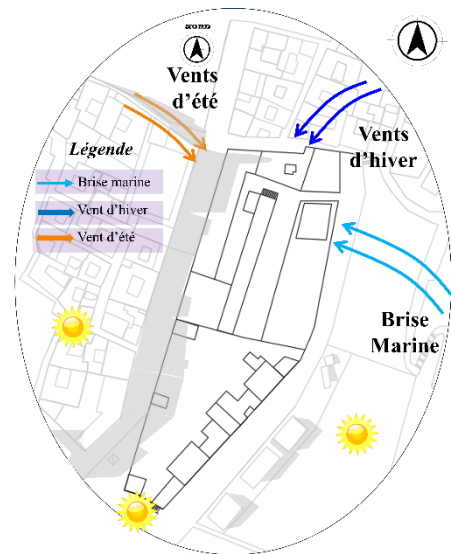 NORD
Vents
d'été
Vents
d'hiver
Légende
Brise marine
Vent d'hiver
Vent d'été
Brise
Marine